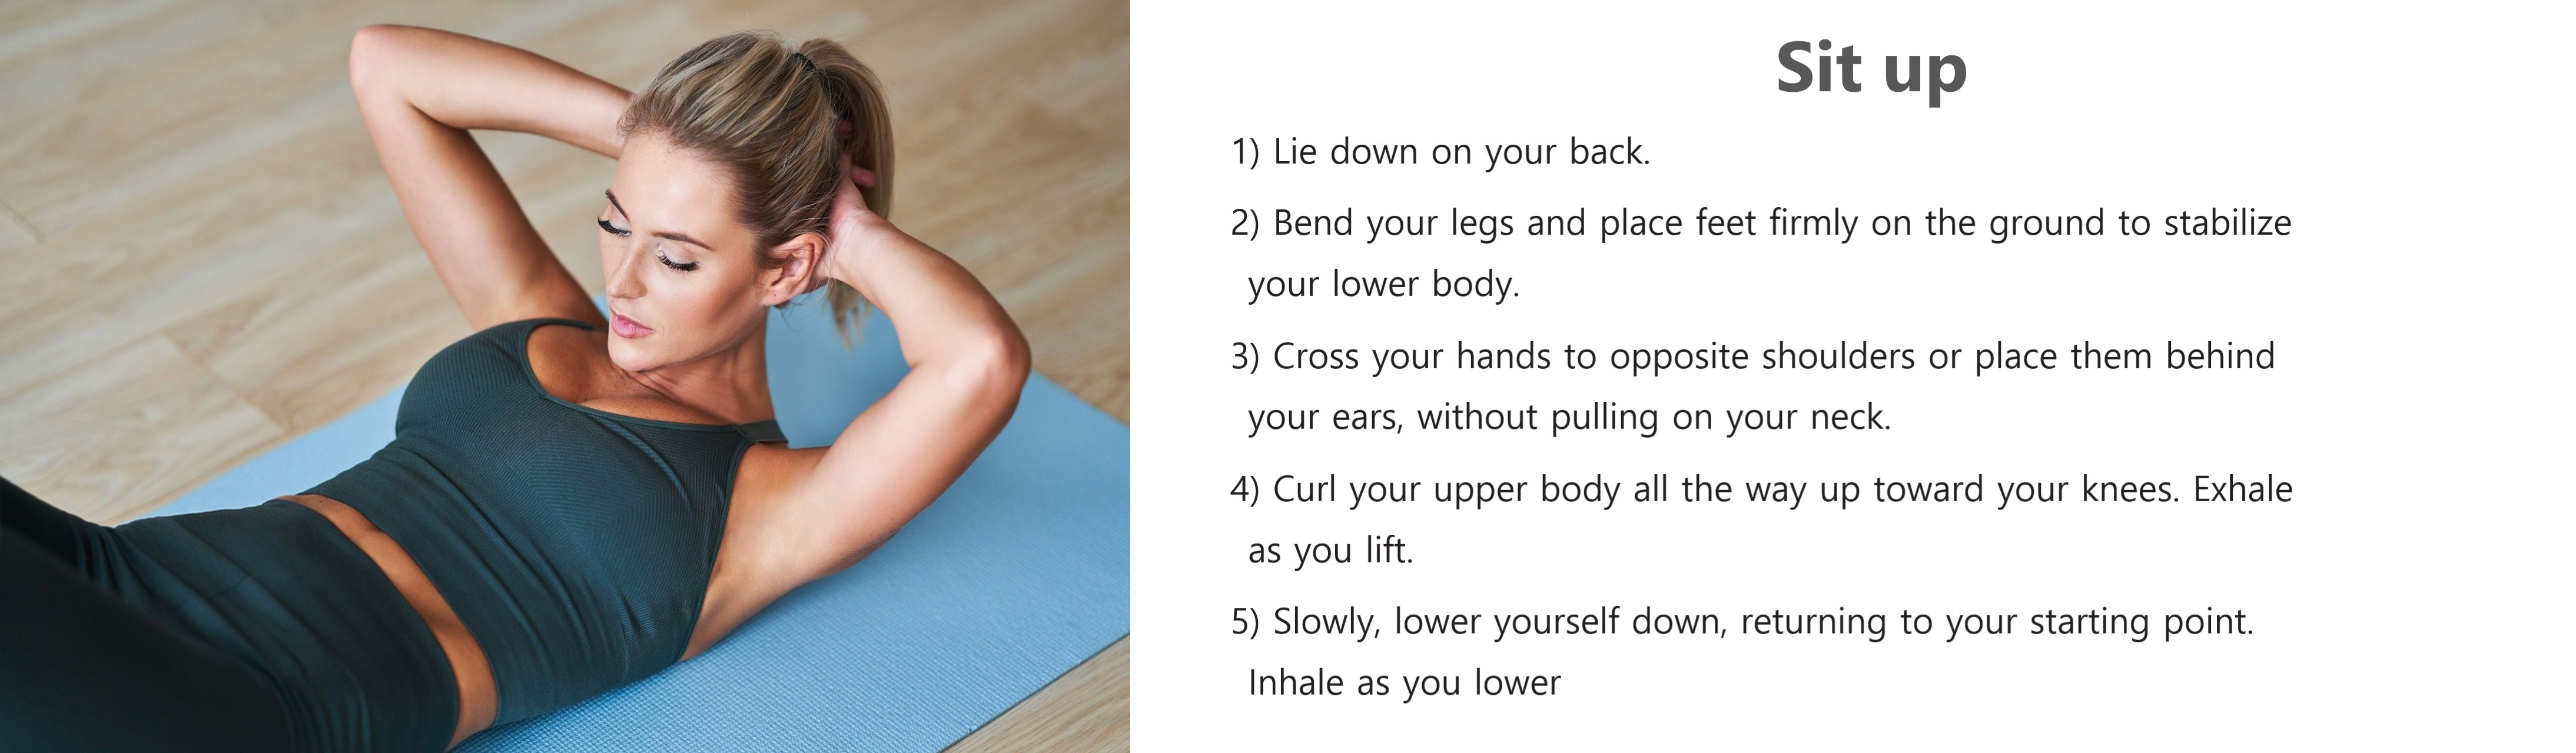 Sit up
1) Lie down on your back.
2) Bend your legs and place feet firmly on the ground to stabilize
your lower body.
3) Cross your hands to opposite shoulders or place them behind
your ears, without pulling on your neck.
4) Curl your upper body all the way up toward your knees. Exhale
as you lift.
5) Slowly, lower yourself down, returning to your starting point.
Inhale as you lower